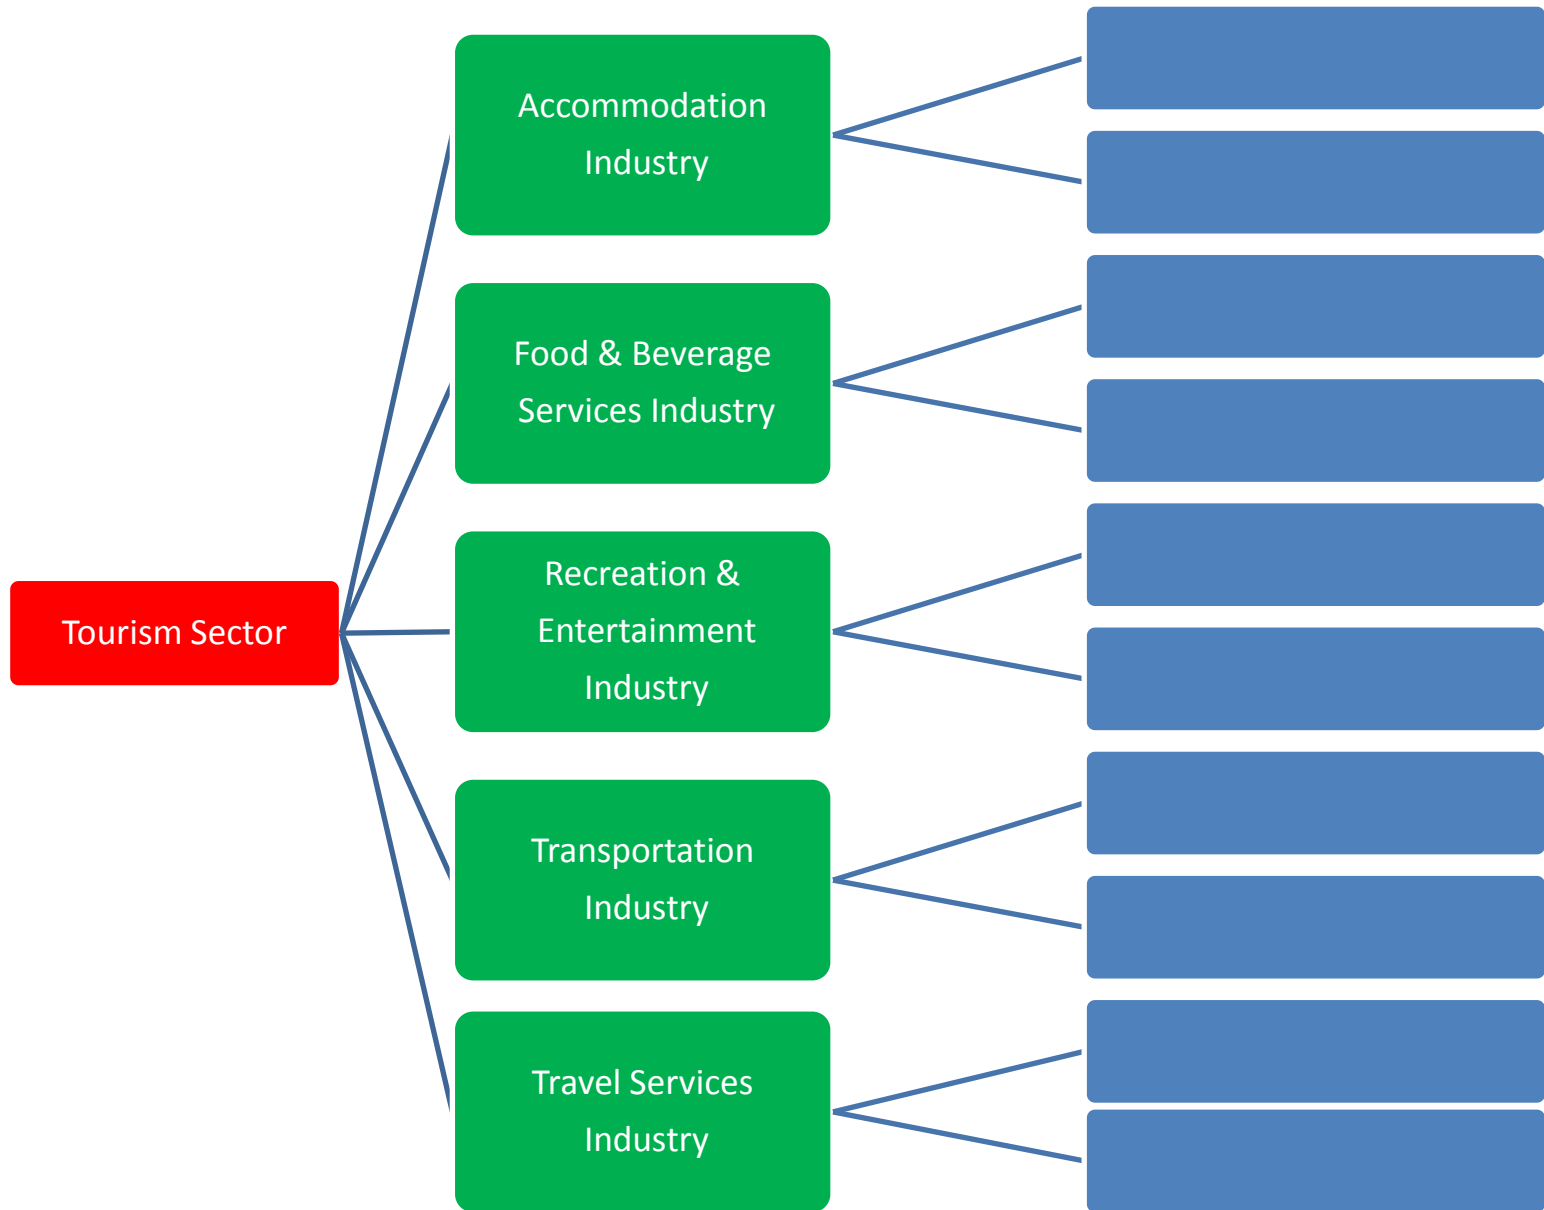 Accommodation
Industry
Food & Beverage
Services Industry
Recreation &
Entertainment
Industry
Tourism Sector
Transportation
Industry
Travel Services
Industry